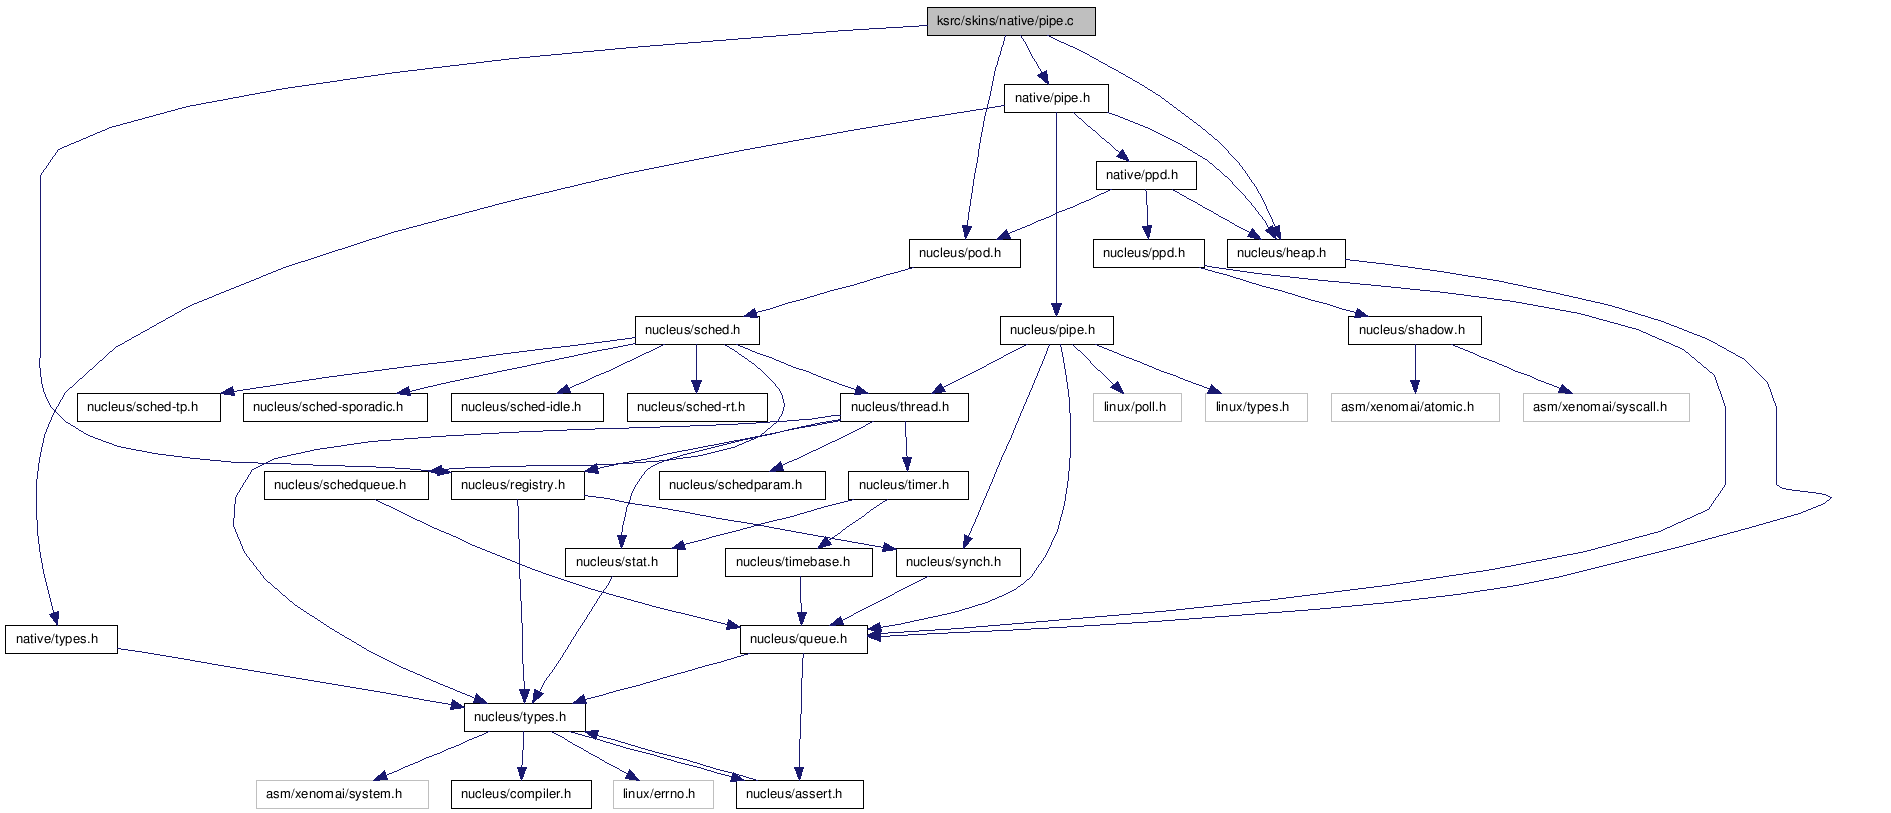 ksrc/skins/native/pipe.c
native/pipe.h
native/ppd.h
nucleus/pod.h
nucleus/ppd.h
nucleus/heap.h
nucleus/sched.h
nucleus/pipe.h
nucleus/shadow.h
nucleus/sched-tp.h
nucleus/sched-sporadic.h
nucleus/sched-idle.h
nucleus/sched-rt.h
nucleus/thread.h
linux/poll.h
linux/types.h
asm/xenomai/atomic.h
asm/xenomai/syscall.h
nucleus/schedqueue.h
nucleus/registry.h
nucleus/schedparam.h
nucleus/timer.h
nucleus/stat.h
nucleus/timebase.h
nucleus/synch.h
native/types.h
nucleus/queue.h
nucleus/types.h
asm/xenomai/system.h
nucleus/compiler.h
linux/errno.h
nucleus/assert.h